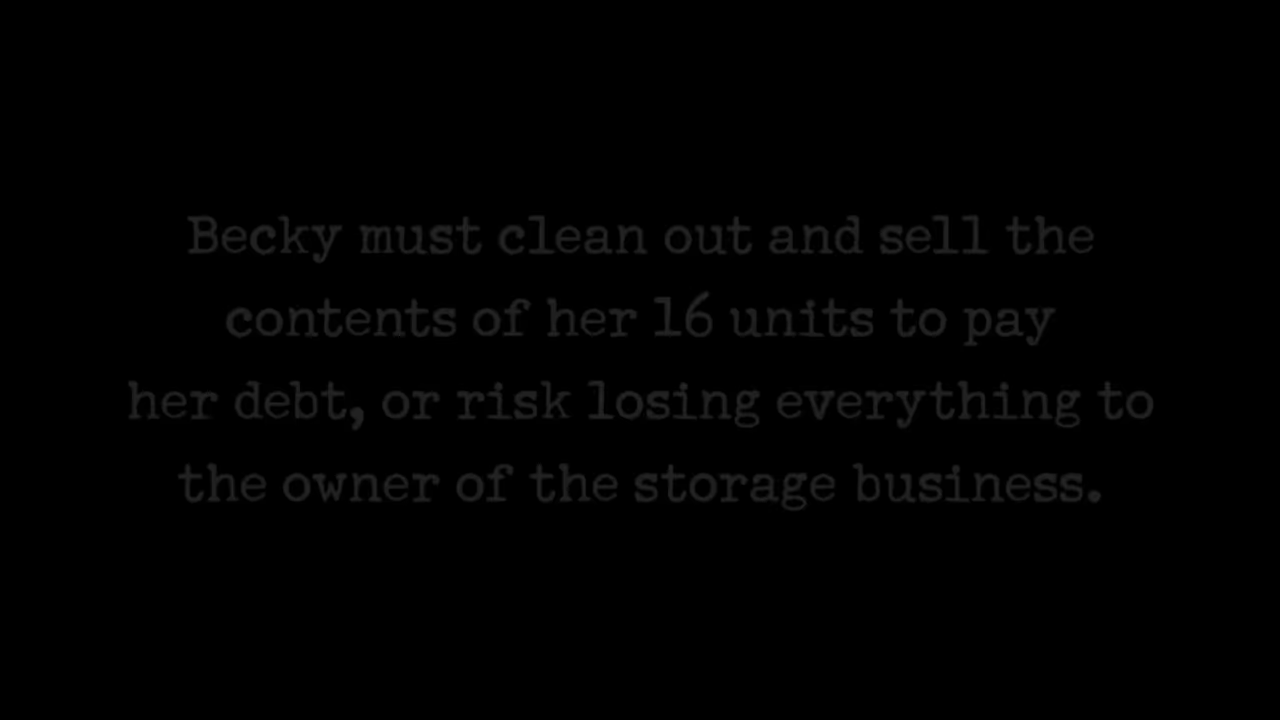 Becky must clean out and sell the
contents of her 16 units to pay
her debt, or risk losing everything to
the owner of the storage business.